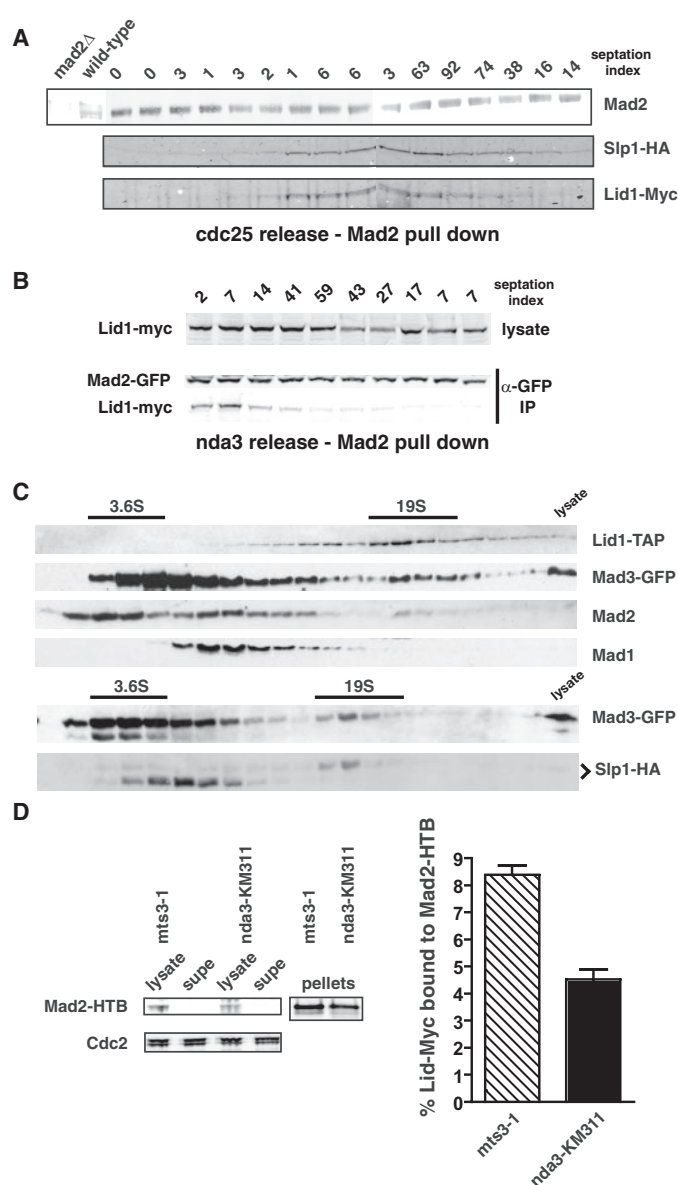 A
mad2Δ wild-type 0 0 3 1 3 2 1 6 6 3 63 92 74 38 16 14 septation index
Mad2
Slp1-HA
Lid1-Myc
cdc25 release - Mad2 pull down
B
2 7 14 41 59 43 27 17 7 7 septation index
Lid1-myc lysate
Mad2-GFP
Lid1-myc
α-GFP IP
nda3 release - Mad2 pull down
C
3.6S 19S lysate
Lid1-TAP
Mad3-GFP
Mad2
Mad1
3.6S 19S lysate
Mad3-GFP
Slp1-HA
D
mts3-1 nda3-KM311 mts3-1 nda3-KM311
lysate supe lysate supe pellets
Mad2-HTB
Cdc2
% Lid-Myc bound to Mad2-HTB
9
8
7
6
5
4
3
2
1
0
mts3-1 nda3-KM311